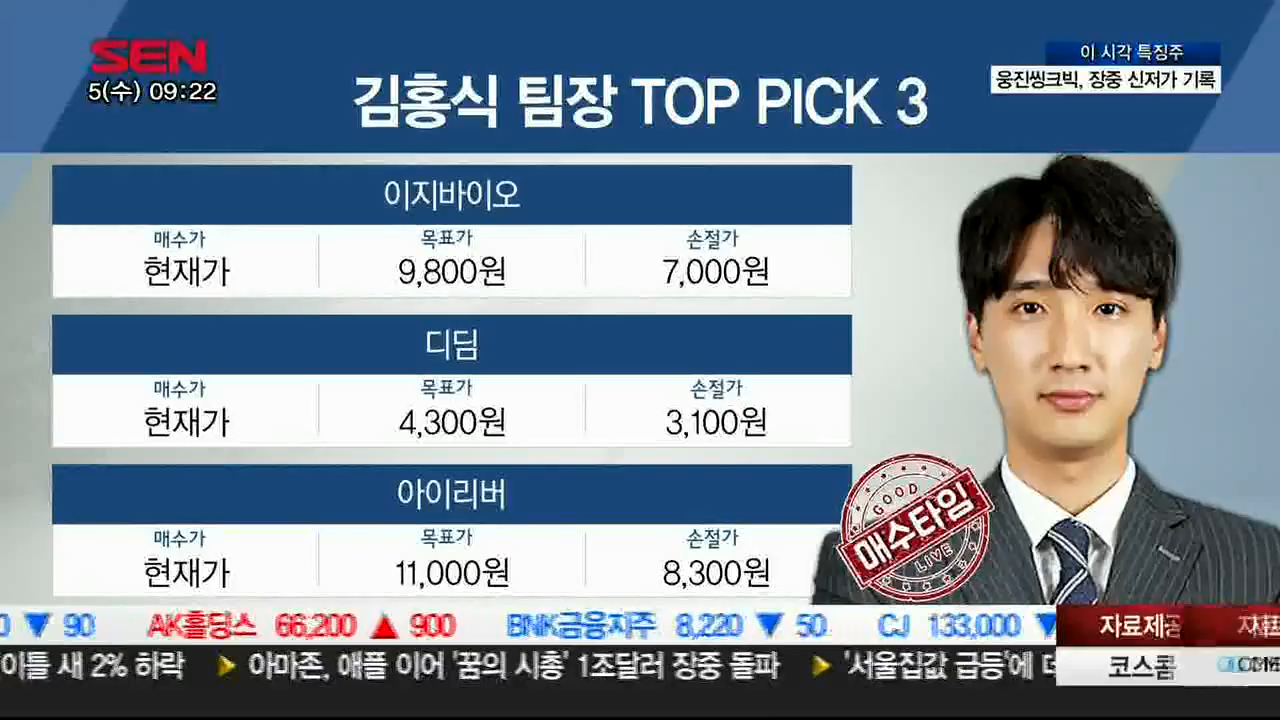 SEN
5(수) 09:22
이 시각 특징주
웅진씽크빅, 장중 신저가 기록
김홍식 팀장 TOP PICK 3
이지바이오
매수가 목표가 손절가
현재가 9,800원 7,000원
디딤
매수가 목표가 손절가
현재가 4,300원 3,100원
아이리버
매수가 목표가 손절가
현재가 11,000원 8,300원
GOOD
매수타임
LIVE
0 ▼ 90 AK홀딩스 66,200 ▲ 900 BNK금융지주 8,220 ▼ 50 CJ 133,000 ▼
자료제공
이틀 새 2% 하락 ▶ 아마존, 애플 이어 '꿈의 시총' 1조달러 장중 돌파 ▶ '서울집값 급등'에
코스콤